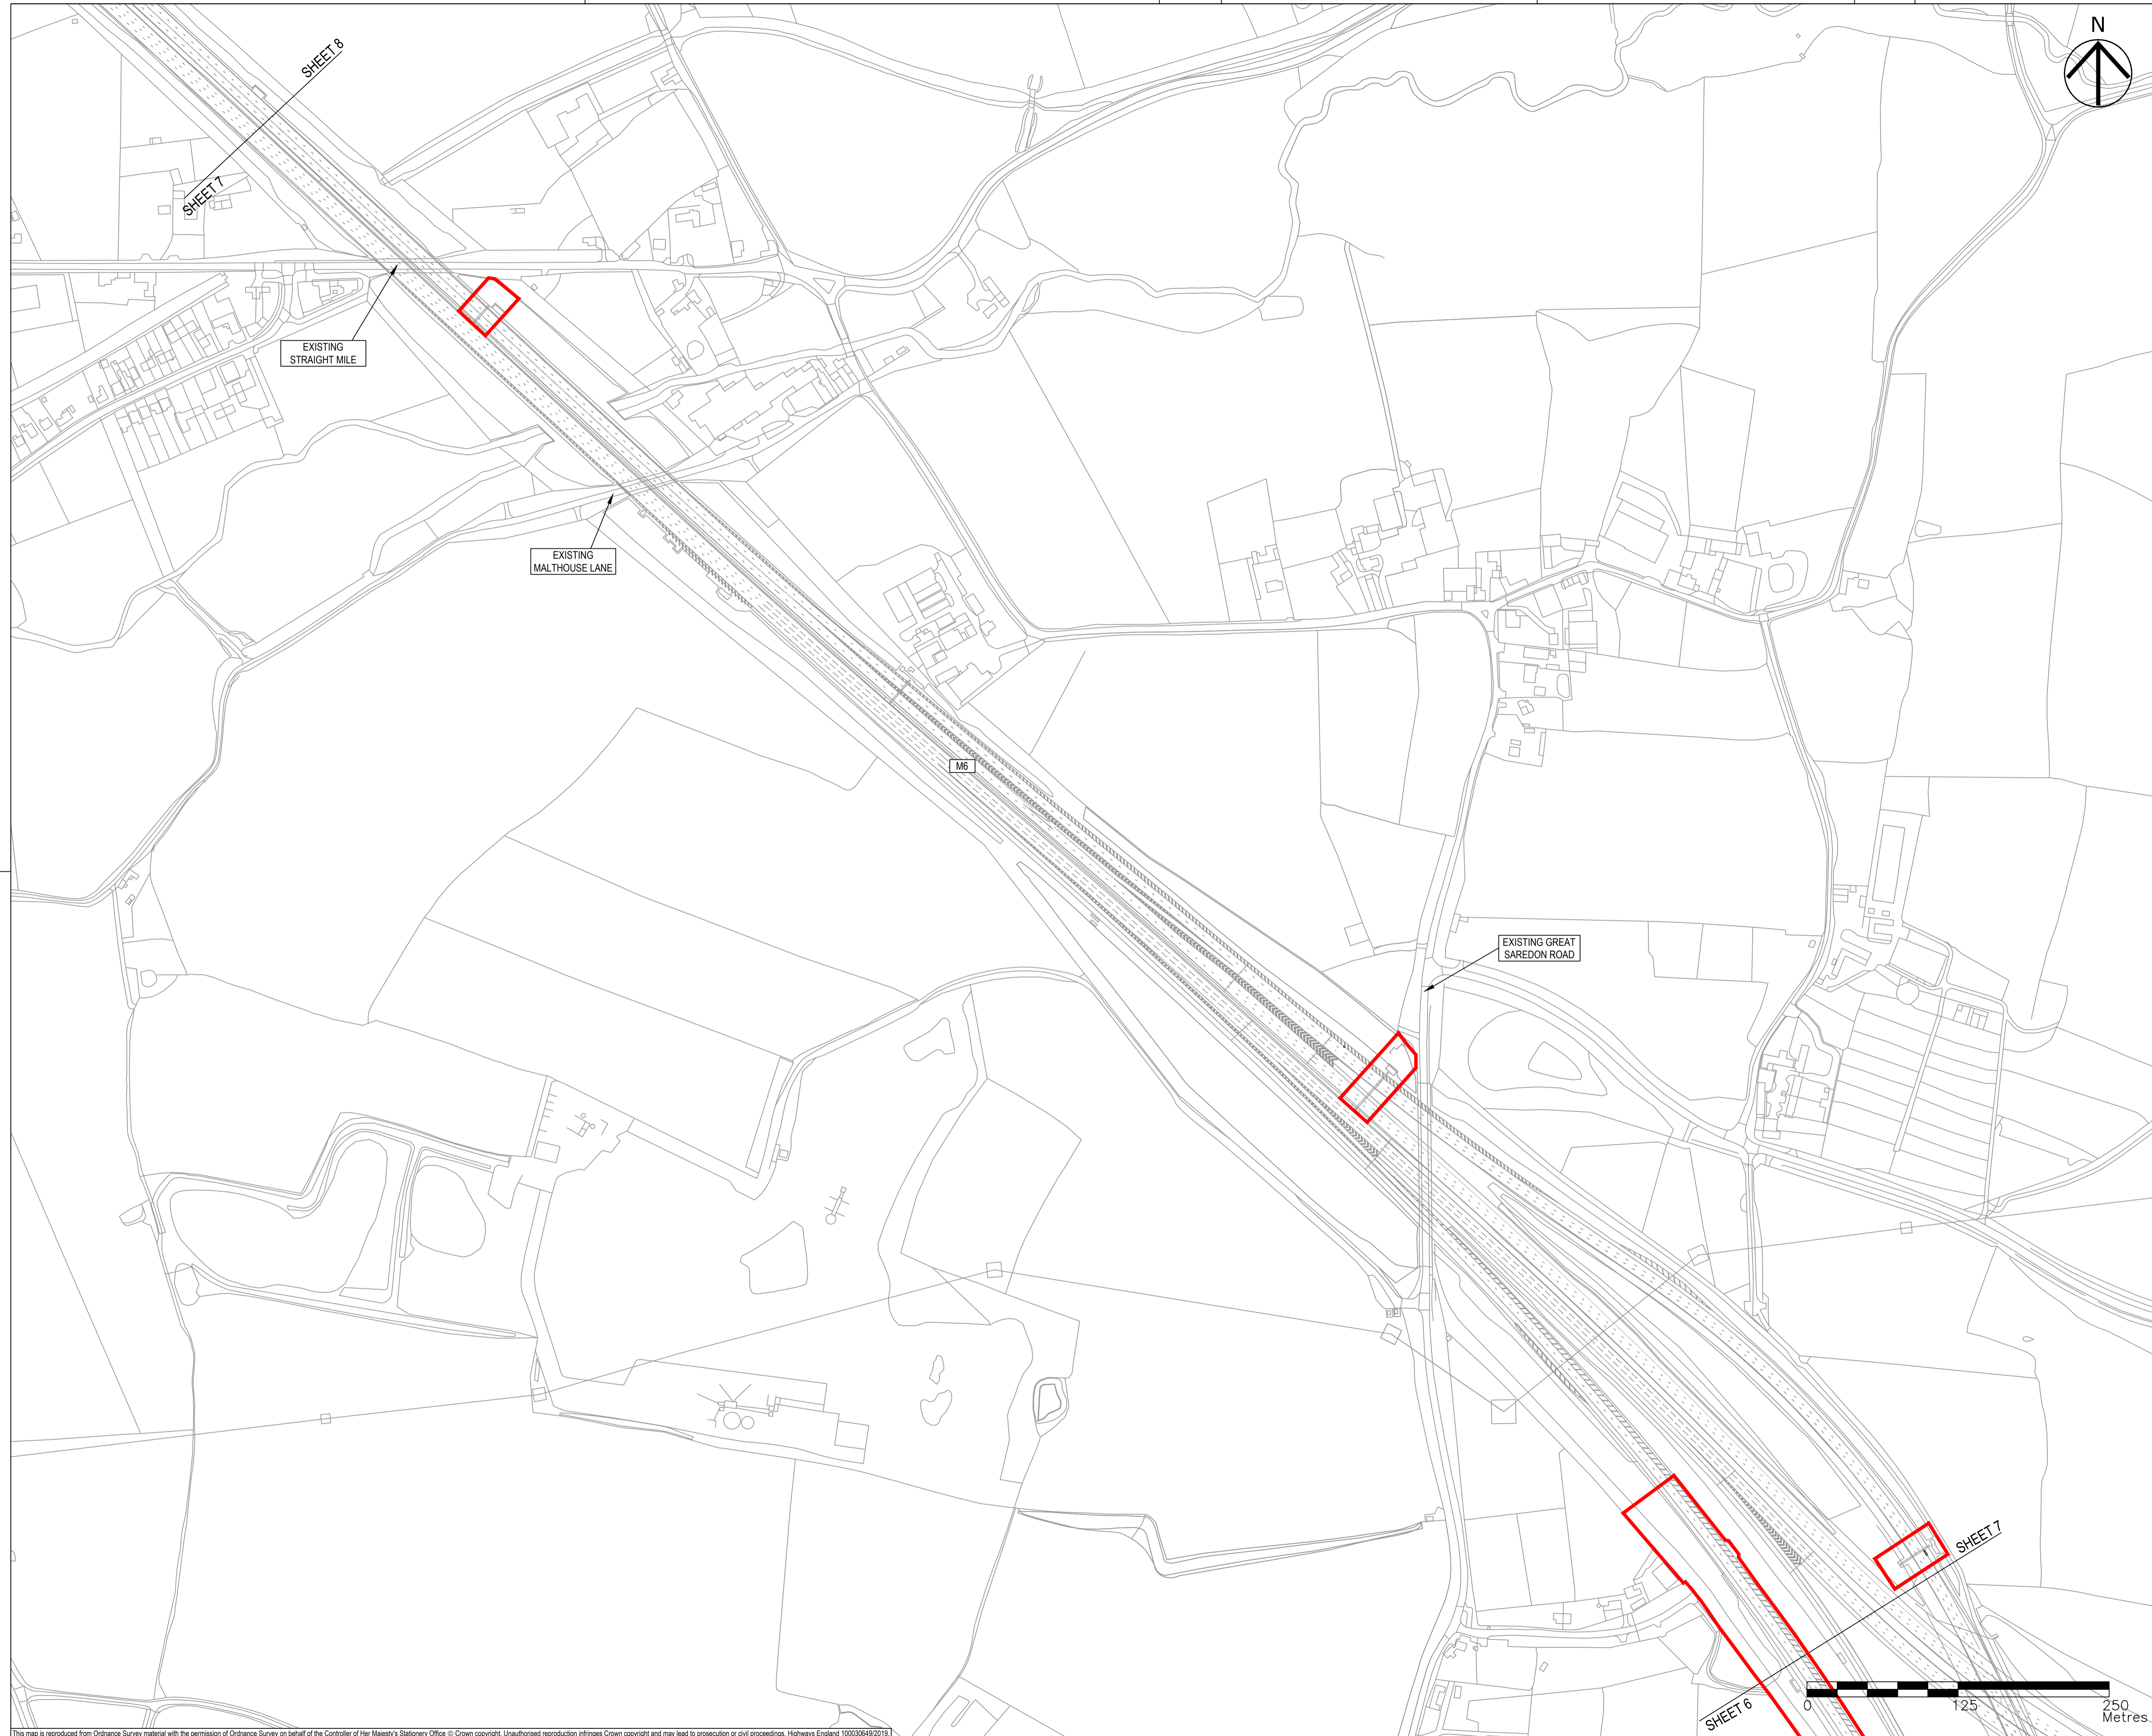 N
SHEET 8
SHEET 7
EXISTING
STRAIGHT MILE
EXISTING
MALTHOUSE LANE
M6
EXISTING GREAT
SAREDON ROAD
SHEET 7
SHEET 6
0 125 250
Metres
This map is reproduced from Ordnance Survey material with the permission of Ordnance Survey on behalf of the Controller of Her Majesty's Stationery Office © Crown copyright. Unauthorised reproduction infringes Crown copyright and may lead to prosecution or civil proceedings. Highways England 100030649/2019.